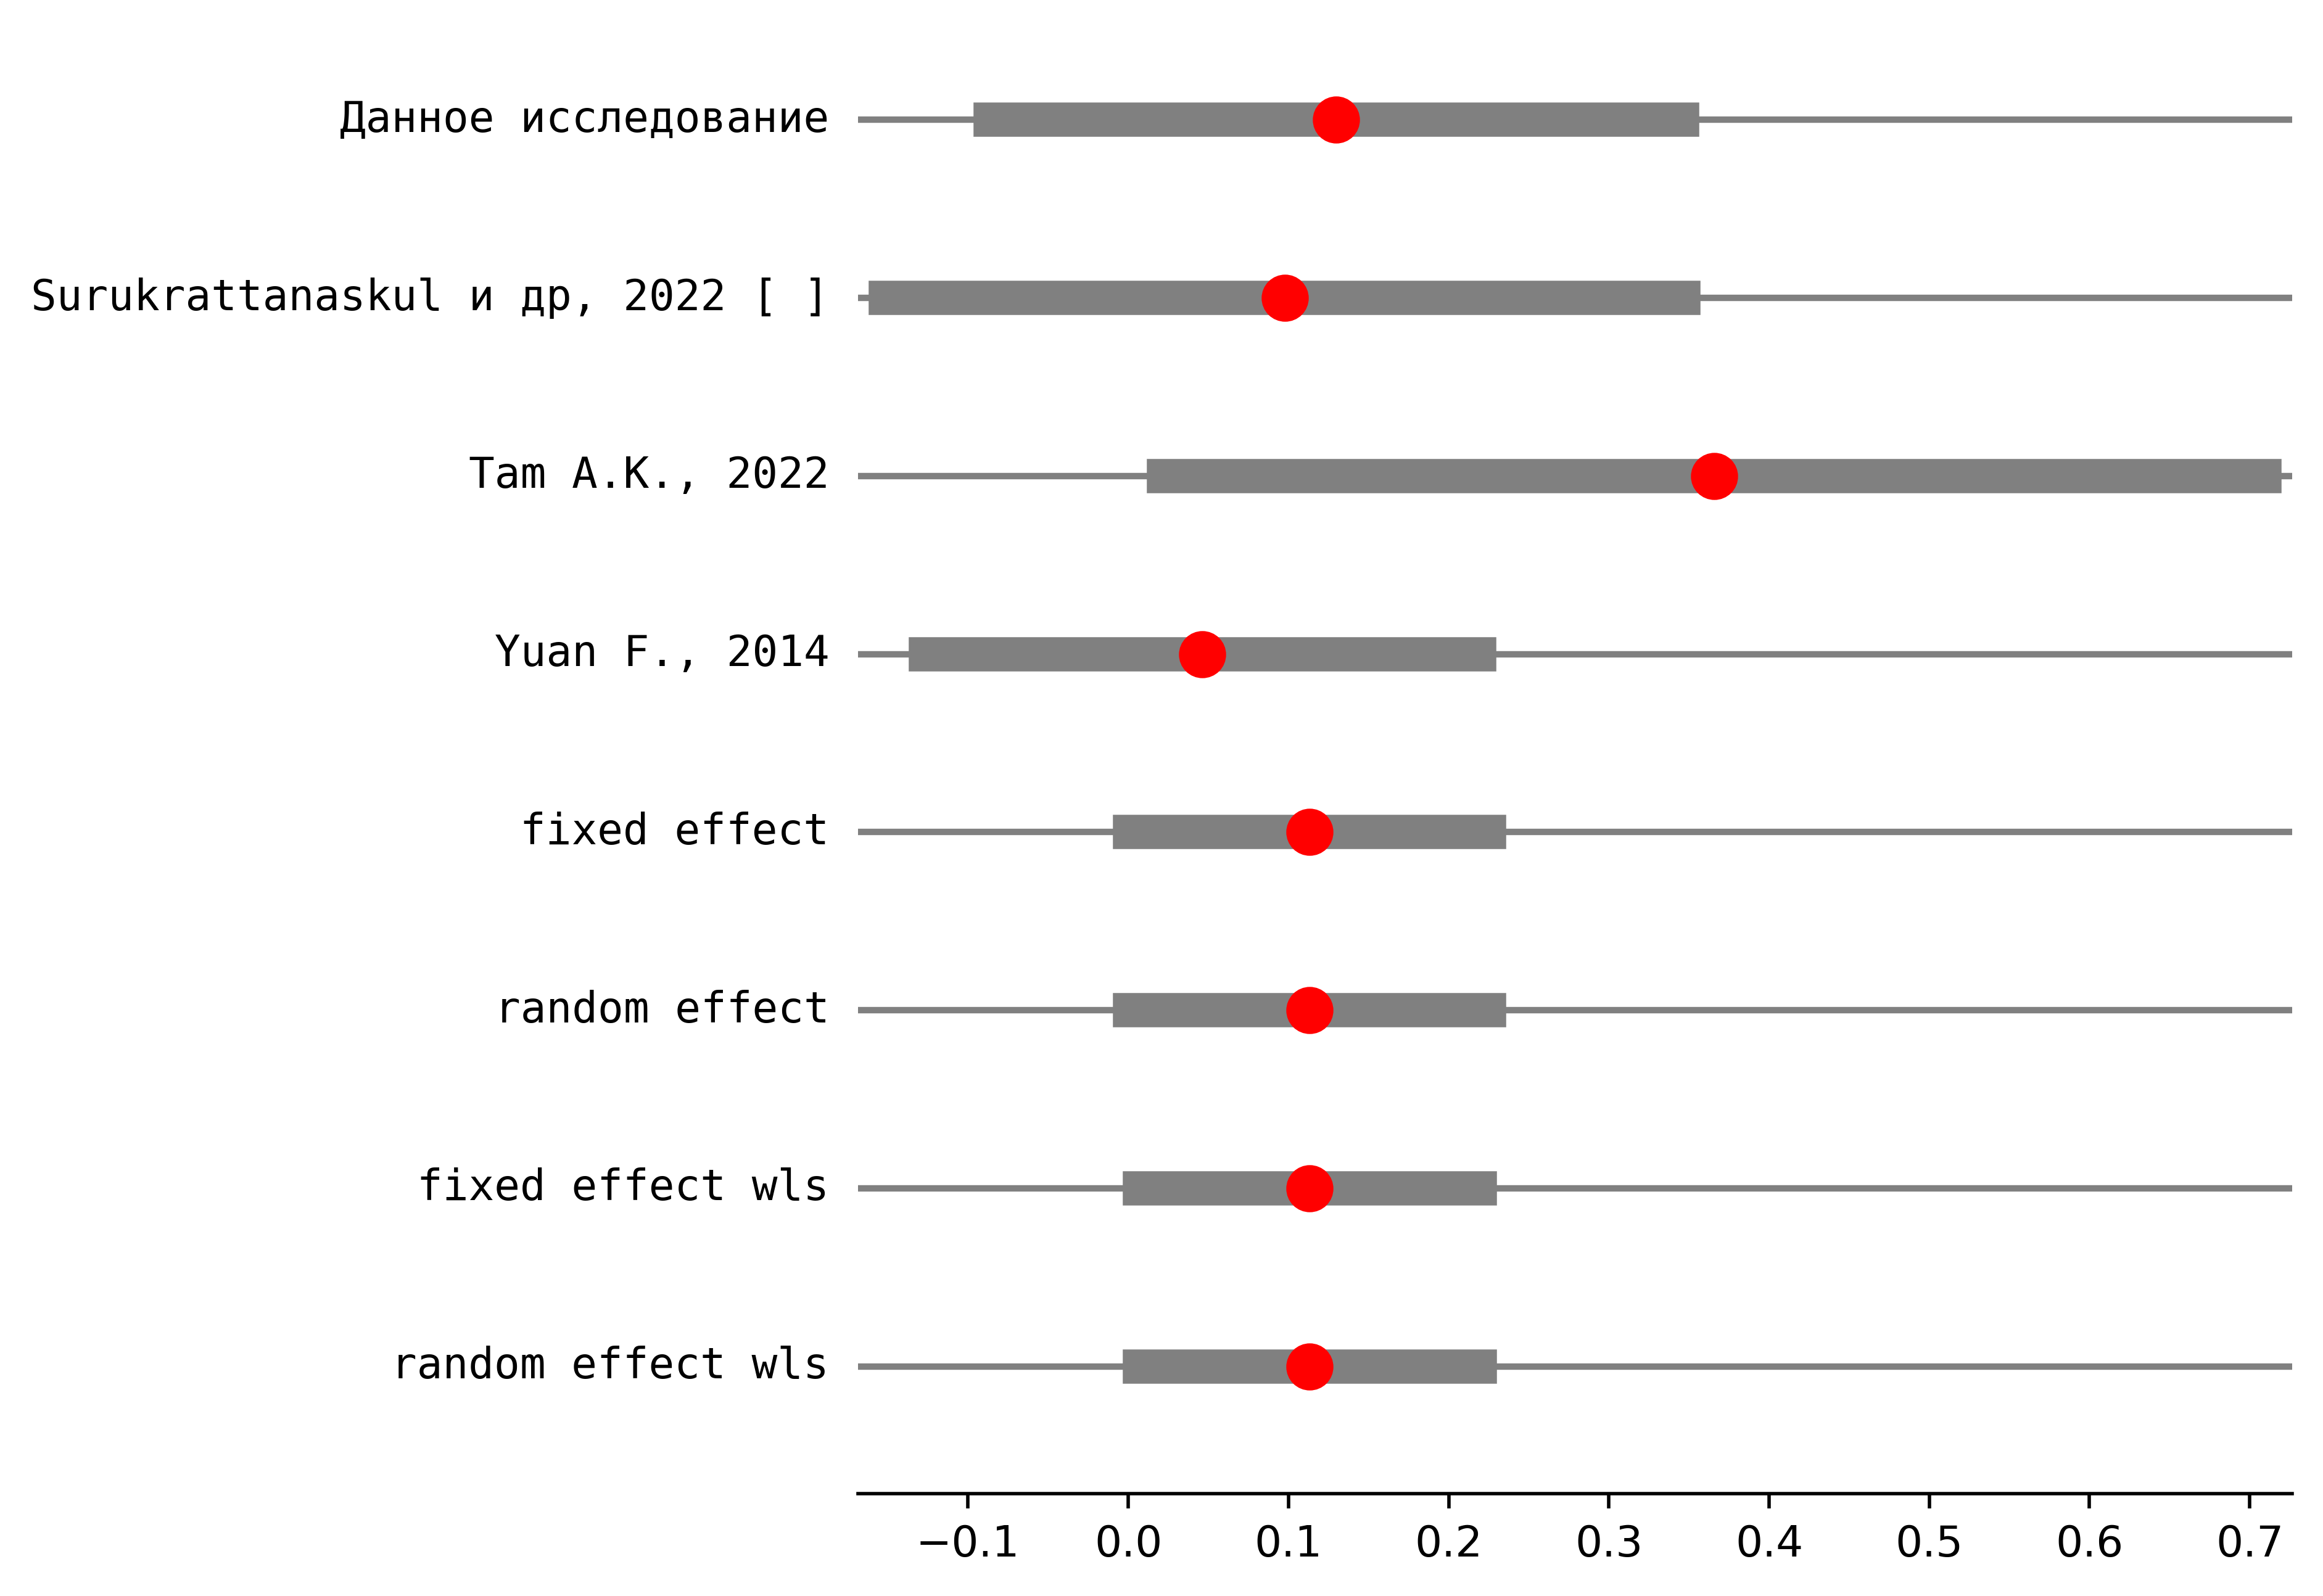 Данное исследование
Surukrattanaskul и др, 2022 [ ]
Tam A.K., 2022
Yuan F., 2014
fixed effect
random effect
fixed effect wls
random effect wls
−0.1 0.0 0.1 0.2 0.3 0.4 0.5 0.6 0.7